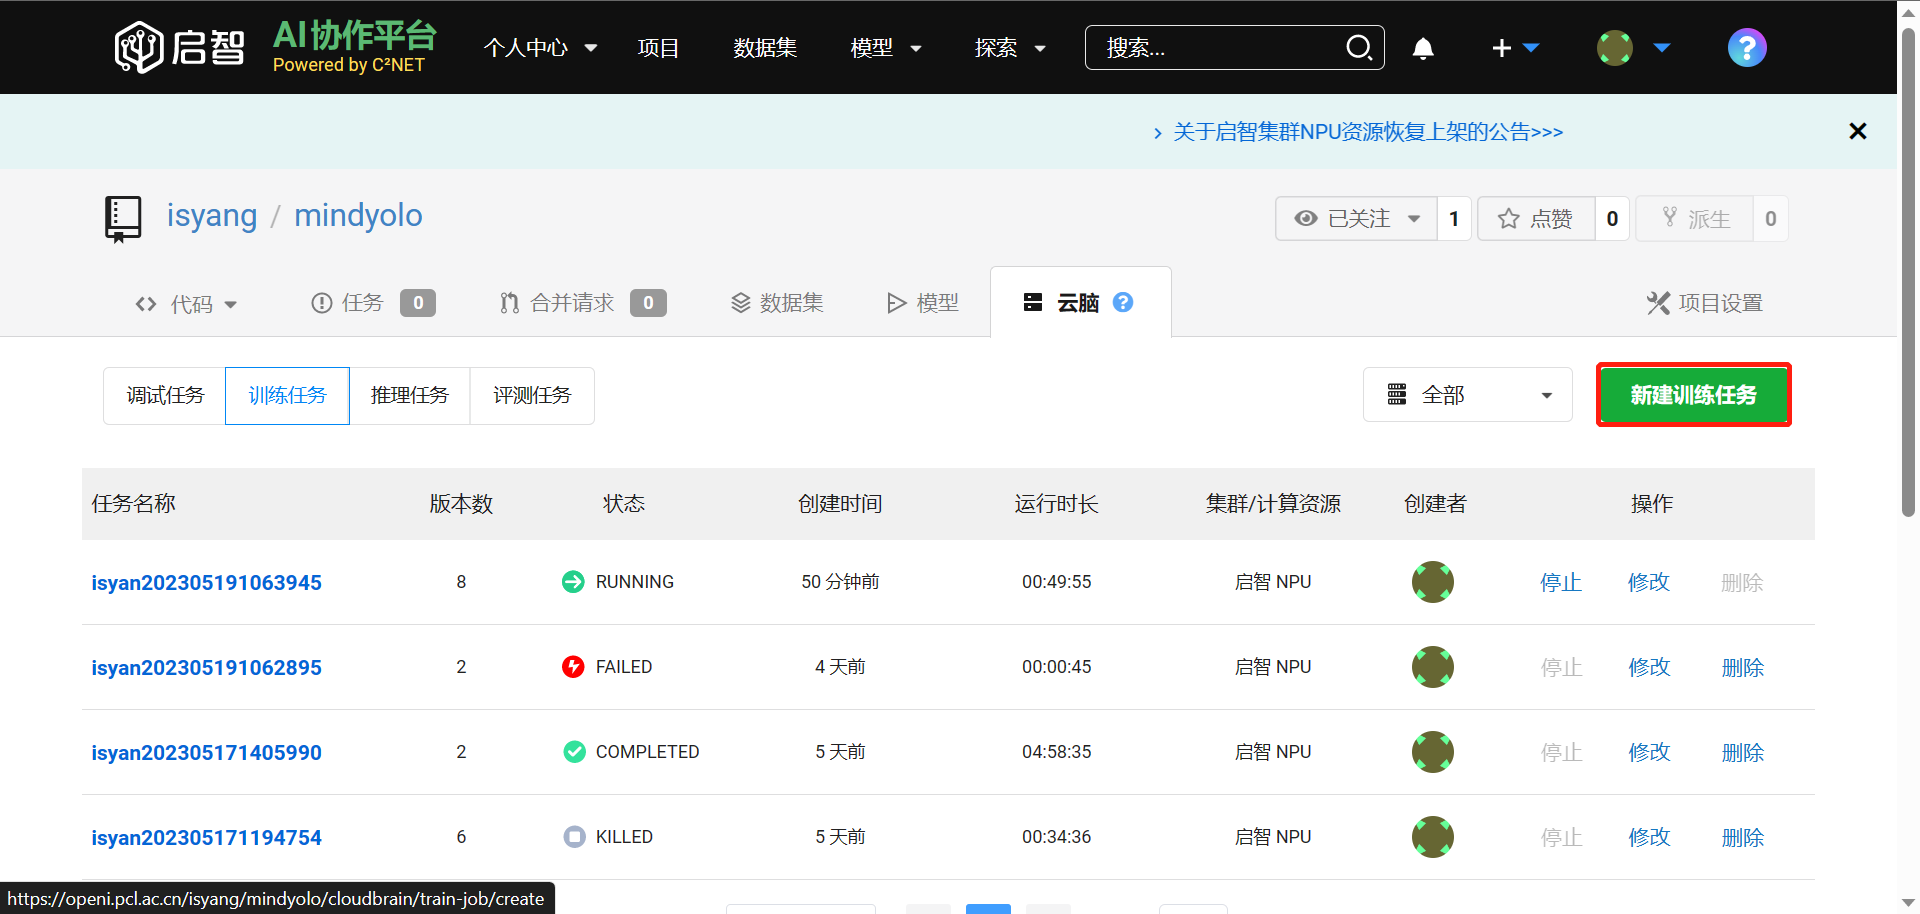 启智 AI协作平台 个人中心 项目 数据集 模型 探索 搜索... + ?
Powered by C²NET
› 关于启智集群NPU资源恢复上架的公告>>>
isyang / mindyolo 已关注 1 点赞 0 派生 0
代码 任务 0 合并请求 0 数据集 模型 云脑 ? 项目设置
调试任务 训练任务 推理任务 评测任务 全部 新建训练任务
任务名称 版本数 状态 创建时间 运行时长 集群/计算资源 创建者 操作
isyan202305191063945 8 RUNNING 50 分钟前 00:49:55 启智 NPU 停止 修改 删除
isyan202305191062895 2 FAILED 4 天前 00:00:45 启智 NPU 停止 修改 删除
isyan202305171405990 2 COMPLETED 5 天前 04:58:35 启智 NPU 停止 修改 删除
isyan202305171194754 6 KILLED 5 天前 00:34:36 启智 NPU 停止 修改 删除
https://openi.pcl.ac.cn/isyang/mindyolo/cloudbrain/train-job/create